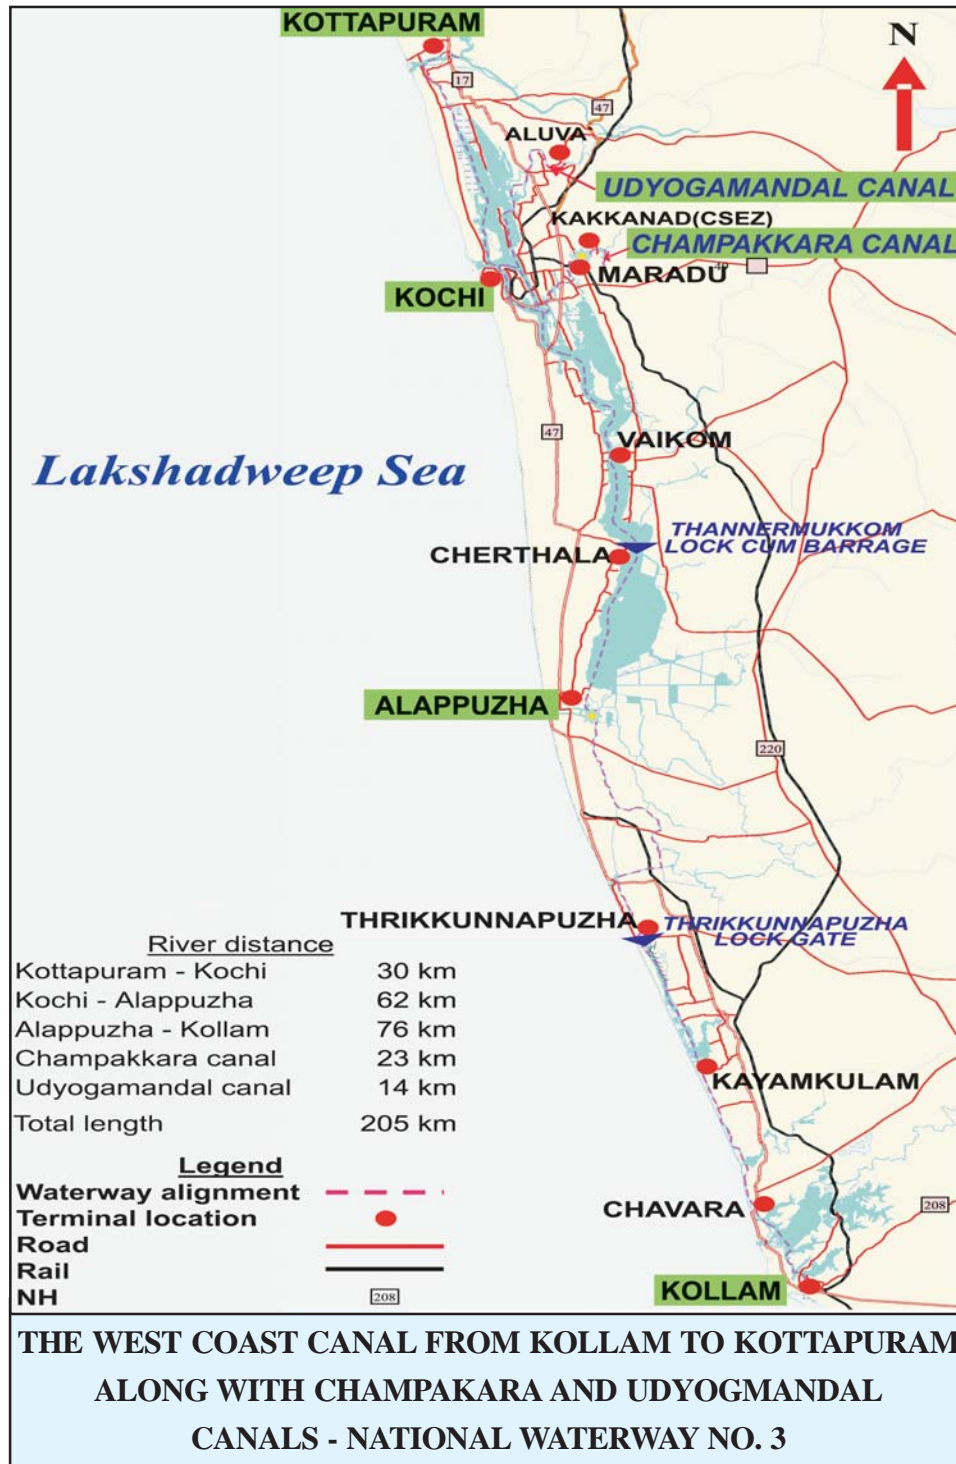 KOTTAPURAM
N
17
47
ALUVA`
UDYOGAMANDAL CANAL
KAKKANAD(CSEZ)
CHAMPAKKARA CANAL
MARADU
49
KOCHI
47
VAIKOM
Lakshadweep Sea
THANNERMUKKOM
LOCK CUM BARRAGE
CHERTHALA
ALAPPUZHA
220
THRIKKUNNAPUZHA
THRIKKUNNAPUZHA
LOCK GATE
River distance
Kottapuram - Kochi 30 km
Kochi - Alappuzha 62 km
Alappuzha - Kollam 76 km
Champakkara canal 23 km
Udyogamandal canal 14 km
Total length 205 km
KAYAMKULAM
Legend
Waterway alignment
Terminal location
Road
Rail
NH 208
CHAVARA
208
KOLLAM
THE WEST COAST CANAL FROM KOLLAM TO KOTTAPURAM
ALONG WITH CHAMPAKARA AND UDYOGMANDAL
CANALS - NATIONAL WATERWAY NO. 3